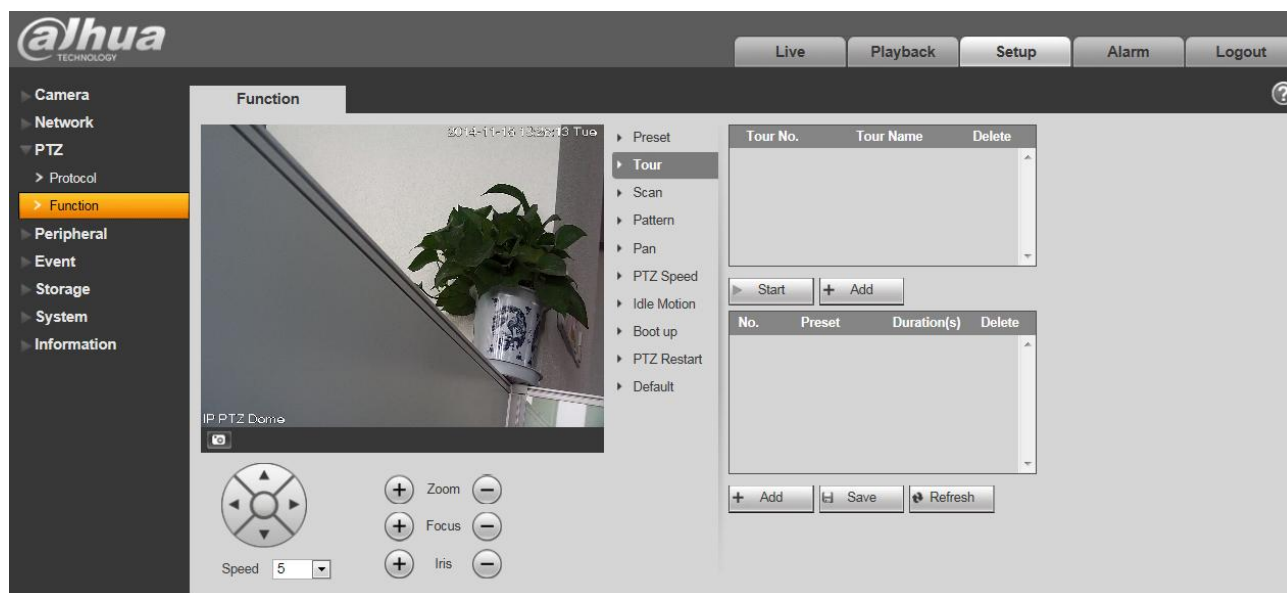 alhua
TECHNOLOGY
Live
Playback
Setup
Alarm
Logout
Camera
Network
PTZ
> Protocol
> Function
Peripheral
Event
Storage
System
Information
Function
?
Tue
IP PTZ Dome
Preset
Tour
Scan
Pattern
Pan
PTZ Speed
Idle Motion
Boot up
PTZ Restart
Default
Tour No. Tour Name Delete
Start + Add
No. Preset Duration(s) Delete
+ Add Save Refresh
+ Zoom −
+ Focus −
+ Iris −
Speed 5